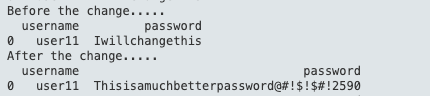 Before the change.....
username password
0 user11 Iwillchangethis
After the change.....
username password
0 user11 Thisisamuchbetterpassword@#!$!$#!2590